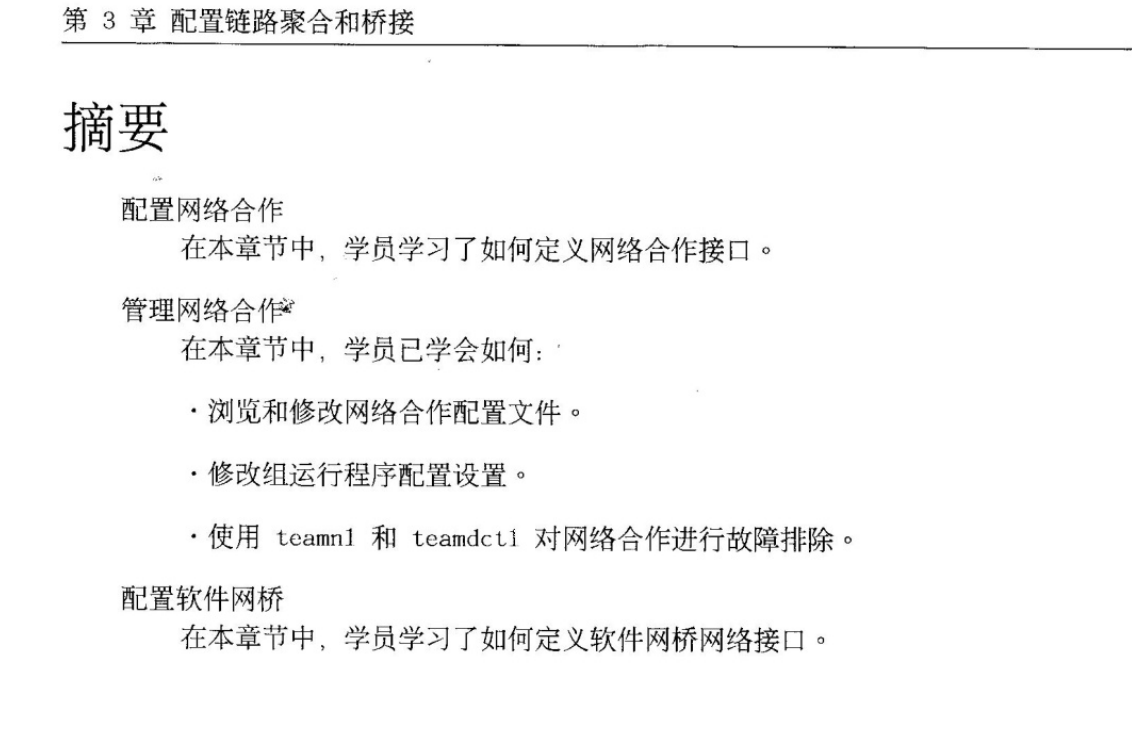 第 3 章 配置链路聚合和桥接
摘要
配置网络合作
在本章节中，学员学习了如何定义网络合作接口。
管理网络合作
在本章节中，学员已学会如何：
·浏览和修改网络合作配置文件。
·修改组运行程序配置设置。
·使用 teamnl 和 teamdctl 对网络合作进行故障排除。
配置软件网桥
在本章节中，学员学习了如何定义软件网桥网络接口。